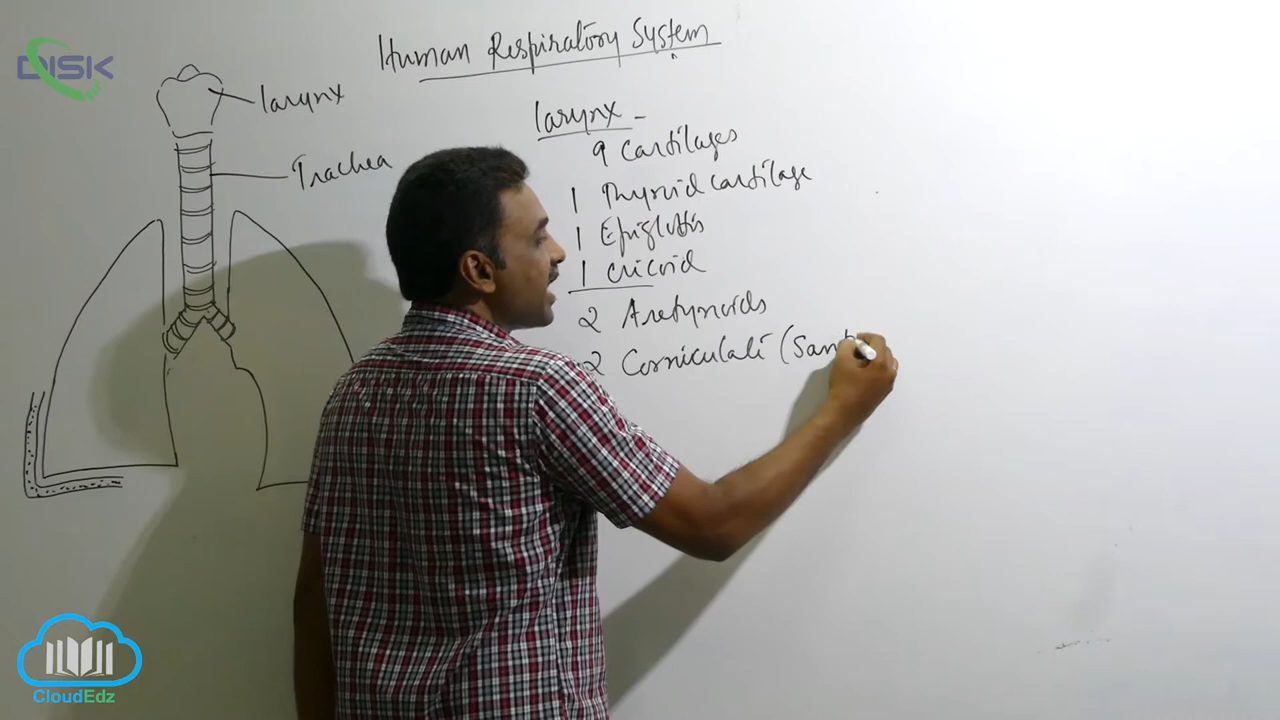 DISK
Human Respiratory System
larynx
Trachea
larynx -
9 Cartilages
1 Thyroid cartilage
1 Epiglottis
1 cricoid
2 Aretynoids
2 Corniculati (San
CloudEdz